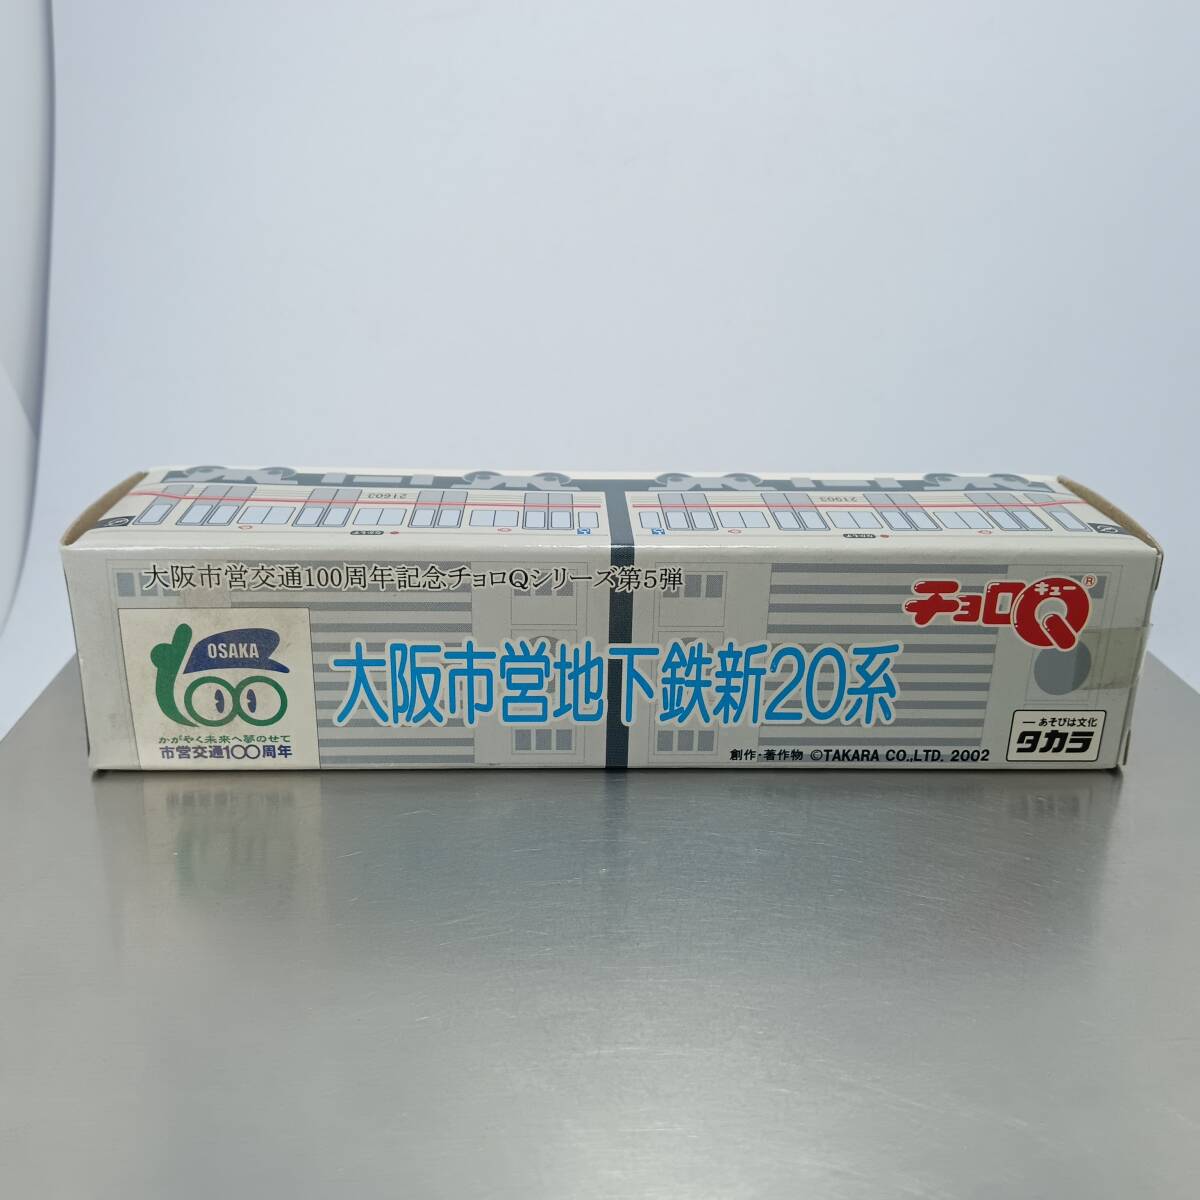 21603
21903
大阪市営交通100周年記念チョロQシリーズ第5弾
チョロQ®
キュー
OSAKA
大阪市営地下鉄新20系
かがやく未来へ夢のせて
市営交通100周年
あそびは文化
タカラ
創作・著作物 ©TAKARA CO.,LTD. 2002